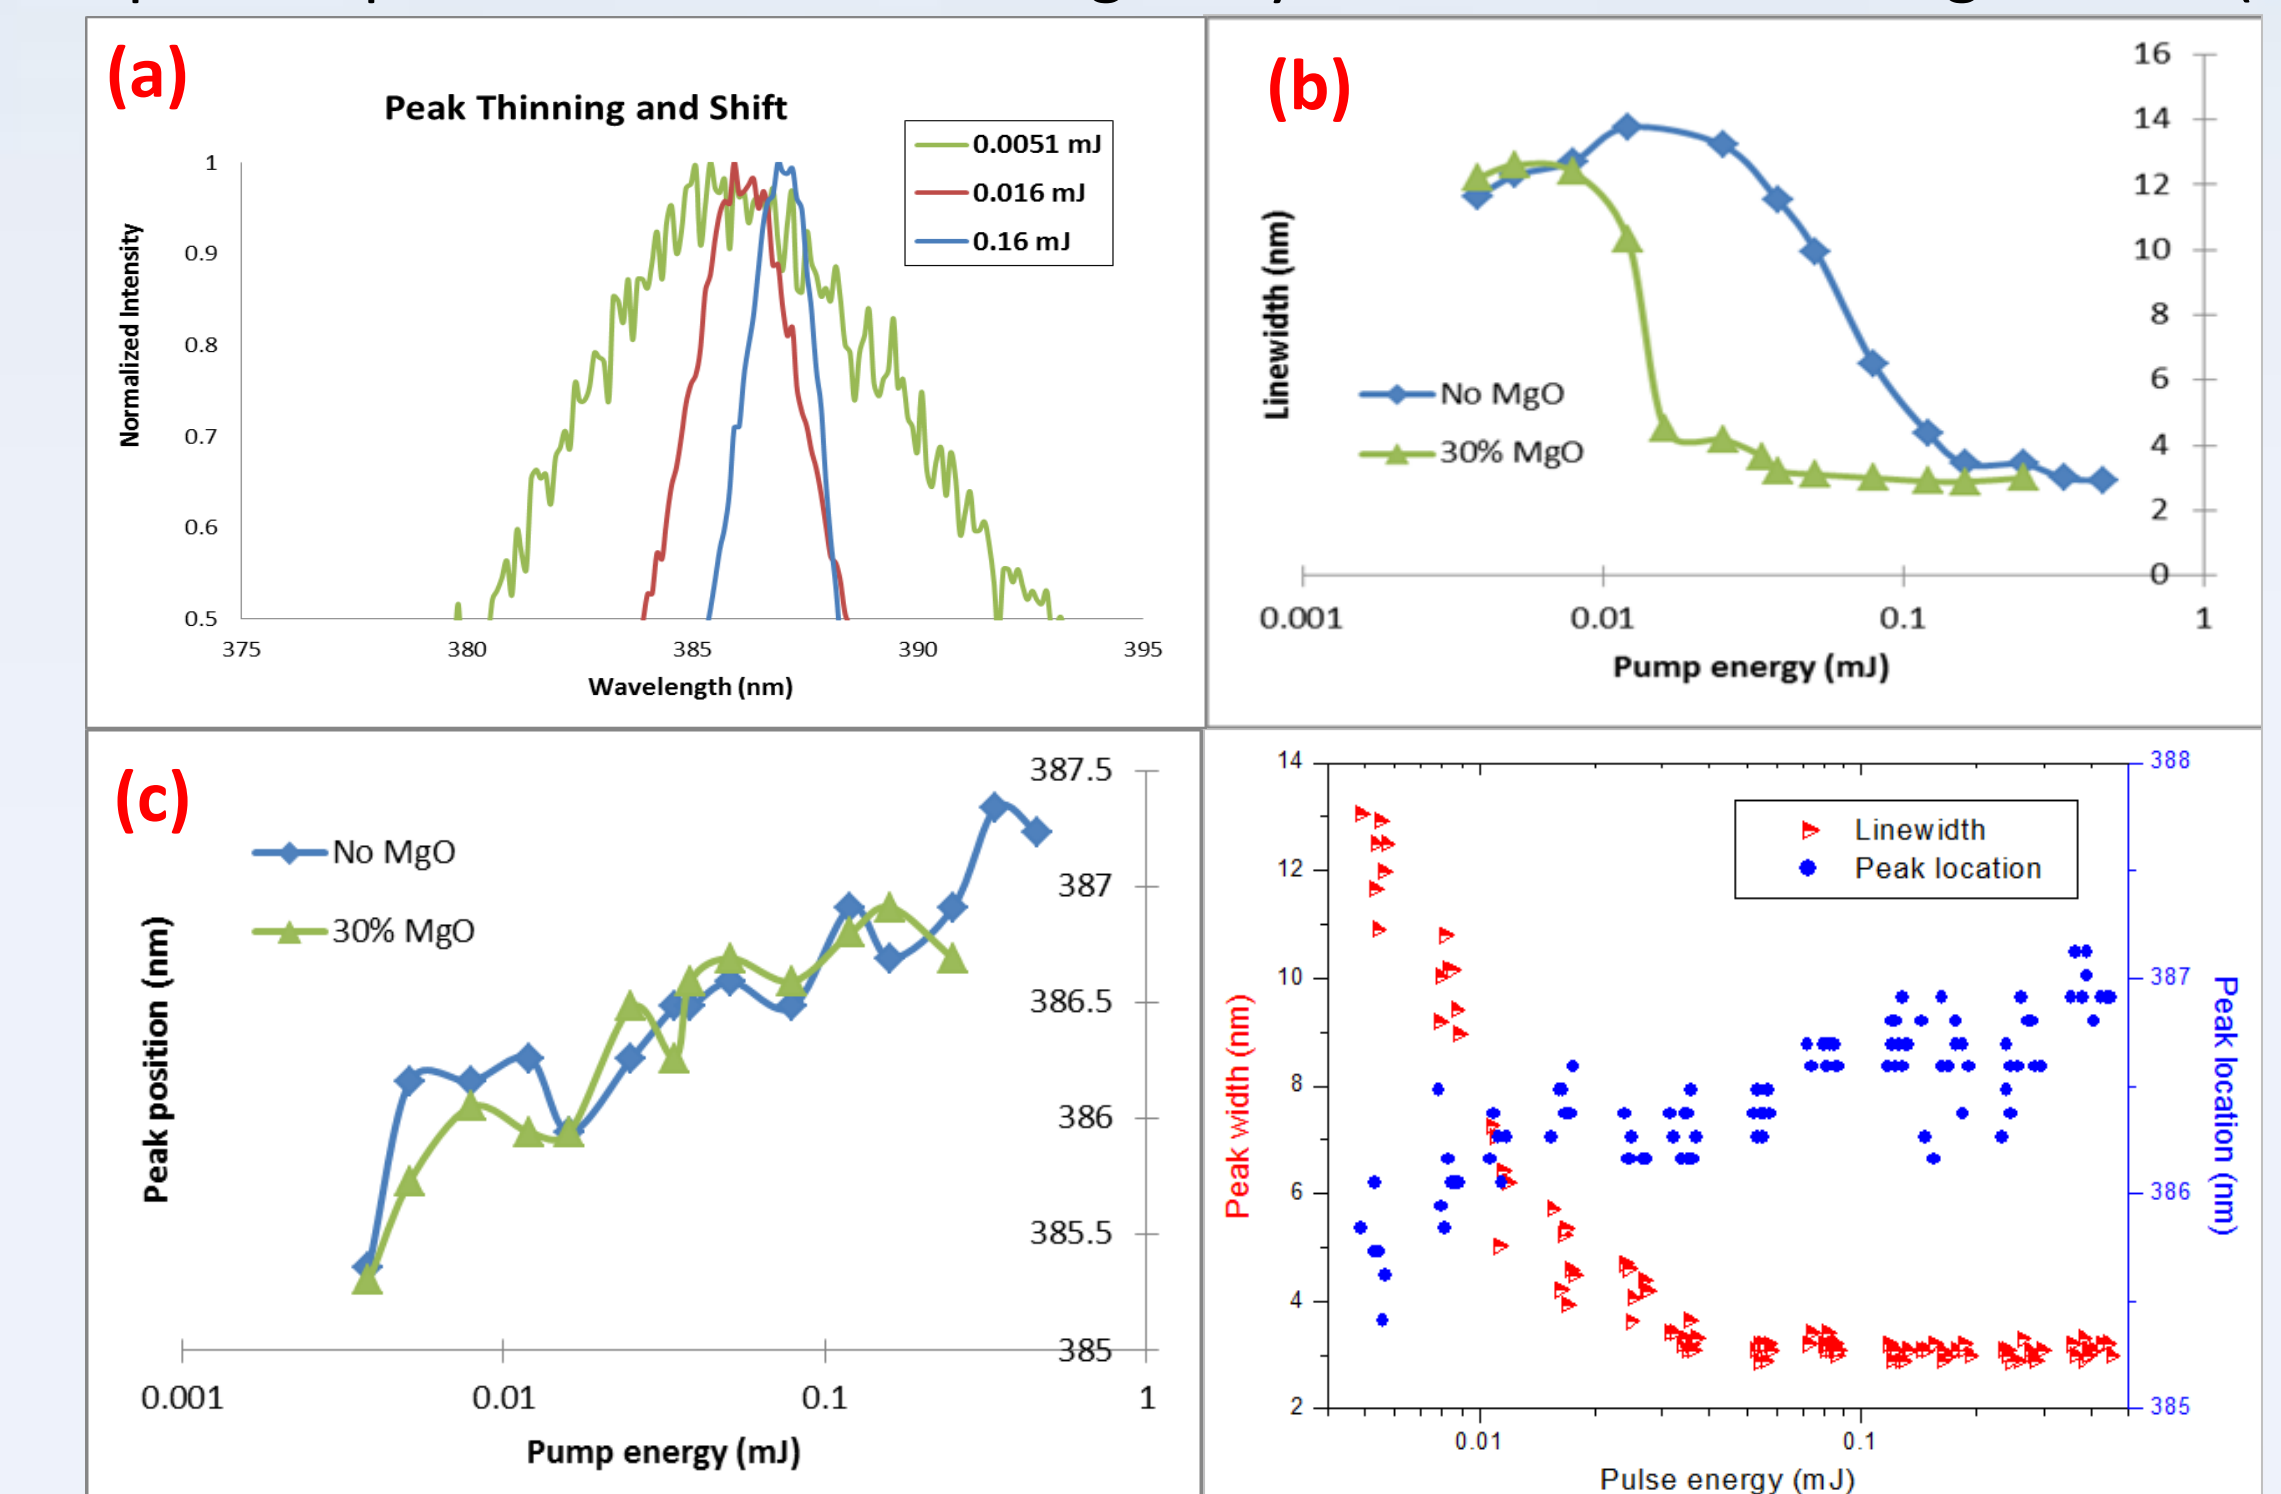 (a)
Peak Thinning and Shift
0.0051 mJ
0.016 mJ
0.16 mJ
Normalized Intensity
1
0.9
0.8
0.7
0.6
0.5
375
380
385
390
395
Wavelength (nm)
(b)
16
14
12
10
8
6
4
2
0
Linewidth (nm)
No MgO
30% MgO
0.001
0.01
0.1
1
Pump energy (mJ)
(c)
387.5
387
386.5
386
385.5
385
No MgO
30% MgO
Peak position (nm)
0.001
0.01
0.1
1
Pump energy (mJ)
14
12
10
8
6
4
2
Peak width (nm)
Linewidth
Peak location
388
387
386
385
Peak location (nm)
0.01
0.1
Pulse energy (mJ)